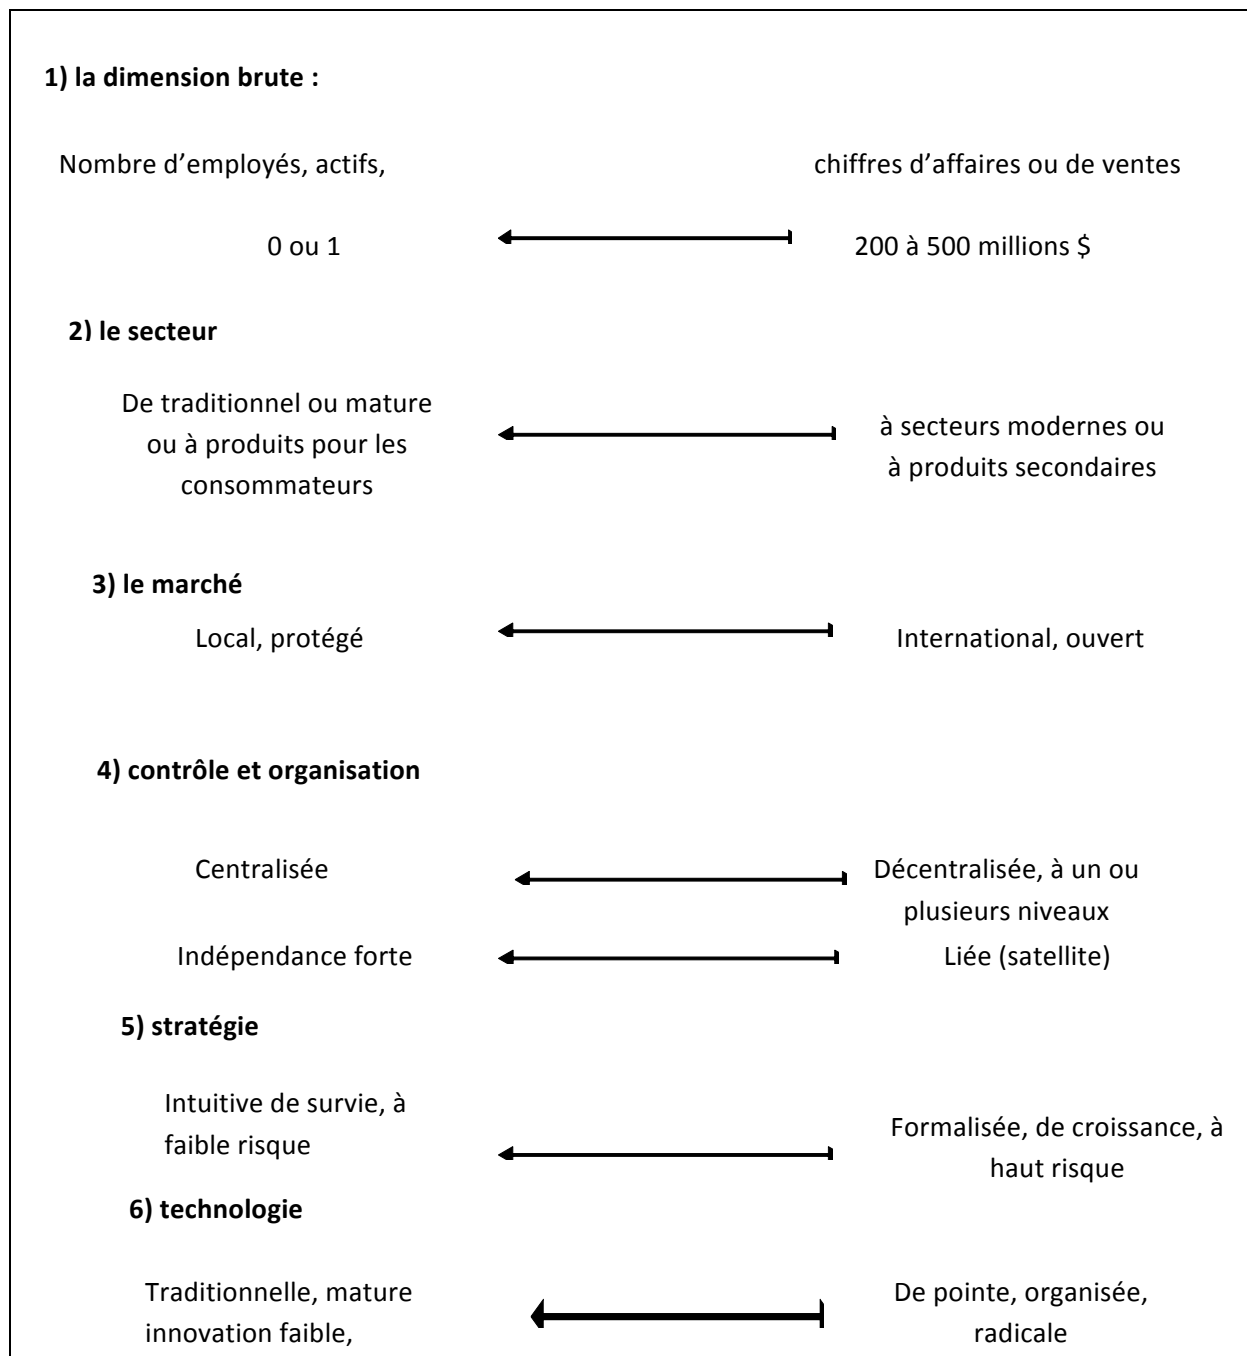 1) la dimension brute :
Nombre d’employés, actifs,
chiffres d’affaires ou de ventes
0 ou 1
200 à 500 millions $
2) le secteur
De traditionnel ou mature
ou à produits pour les
consommateurs
à secteurs modernes ou
à produits secondaires
3) le marché
Local, protégé
International, ouvert
4) contrôle et organisation
Centralisée
Décentralisée, à un ou
plusieurs niveaux
Indépendance forte
Liée (satellite)
5) stratégie
Intuitive de survie, à
faible risque
Formalisée, de croissance, à
haut risque
6) technologie
Traditionnelle, mature
innovation faible,
De pointe, organisée,
radicale